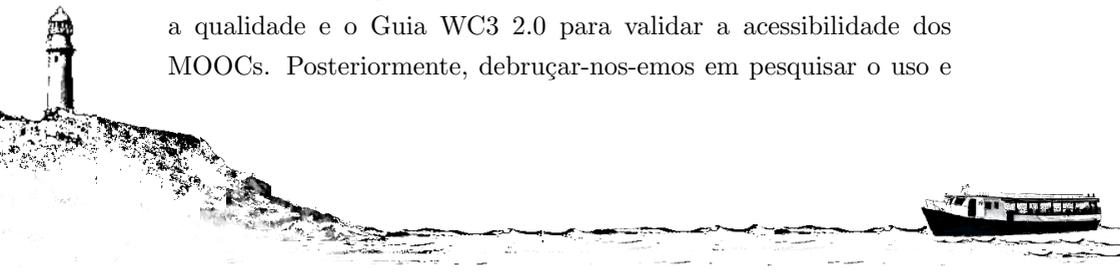 a qualidade e o Guia WC3 2.0 para validar a acessibilidade dos
MOOCs. Posteriormente, debruçar-nos-emos em pesquisar o uso e